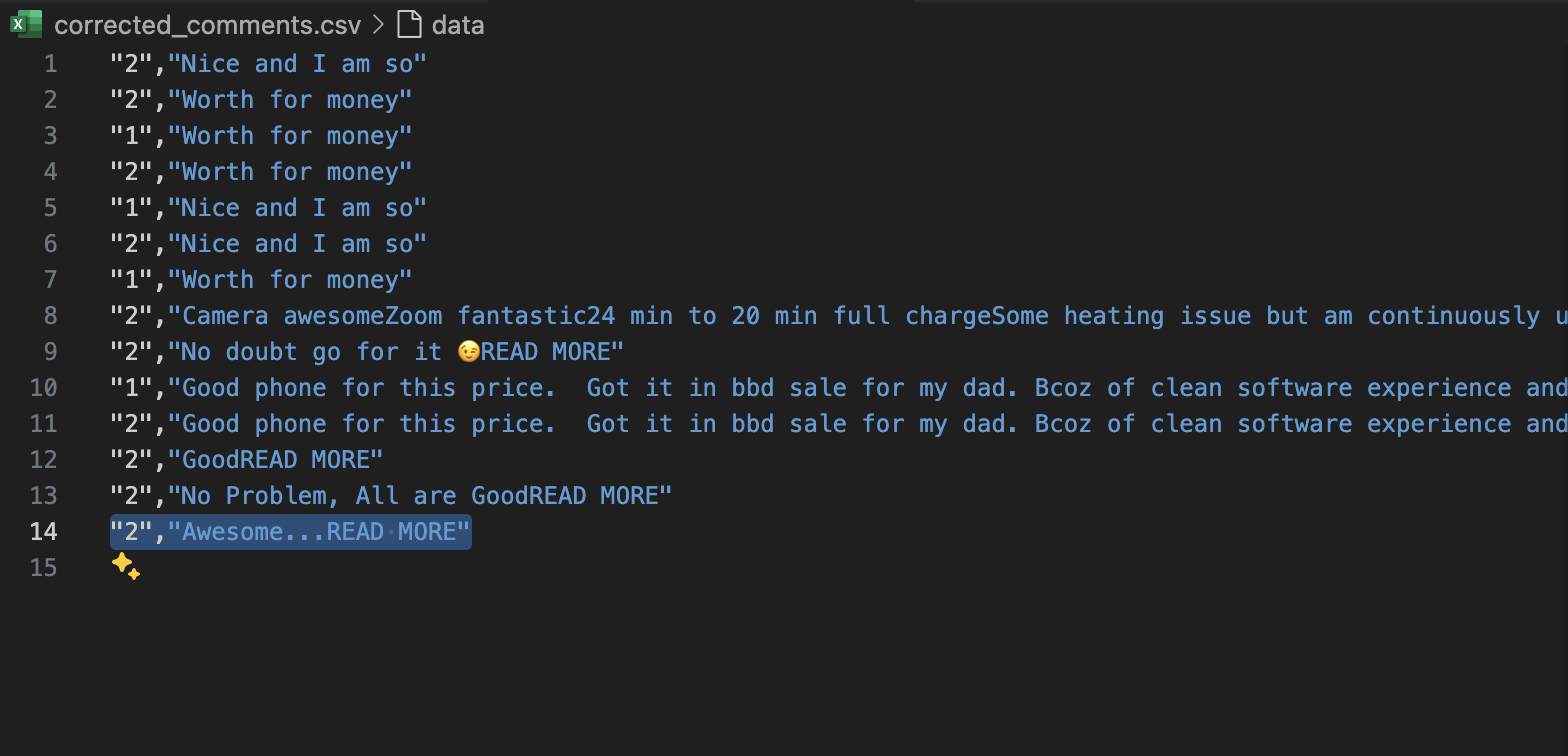 corrected_comments.csv > data
1 "2","Nice and I am so"
2 "2","Worth for money"
3 "1","Worth for money"
4 "2","Worth for money"
5 "1","Nice and I am so"
6 "2","Nice and I am so"
7 "1","Worth for money"
8 "2","Camera awesomeZoom fantastic24 min to 20 min full chargeSome heating issue but am continuously u
9 "2","No doubt go for it 😉READ MORE"
10 "1","Good phone for this price.  Got it in bbd sale for my dad. Bcoz of clean software experience and
11 "2","Good phone for this price.  Got it in bbd sale for my dad. Bcoz of clean software experience and
12 "2","GoodREAD MORE"
13 "2","No Problem, All are GoodREAD MORE"
14 "2","Awesome...READ MORE"
15